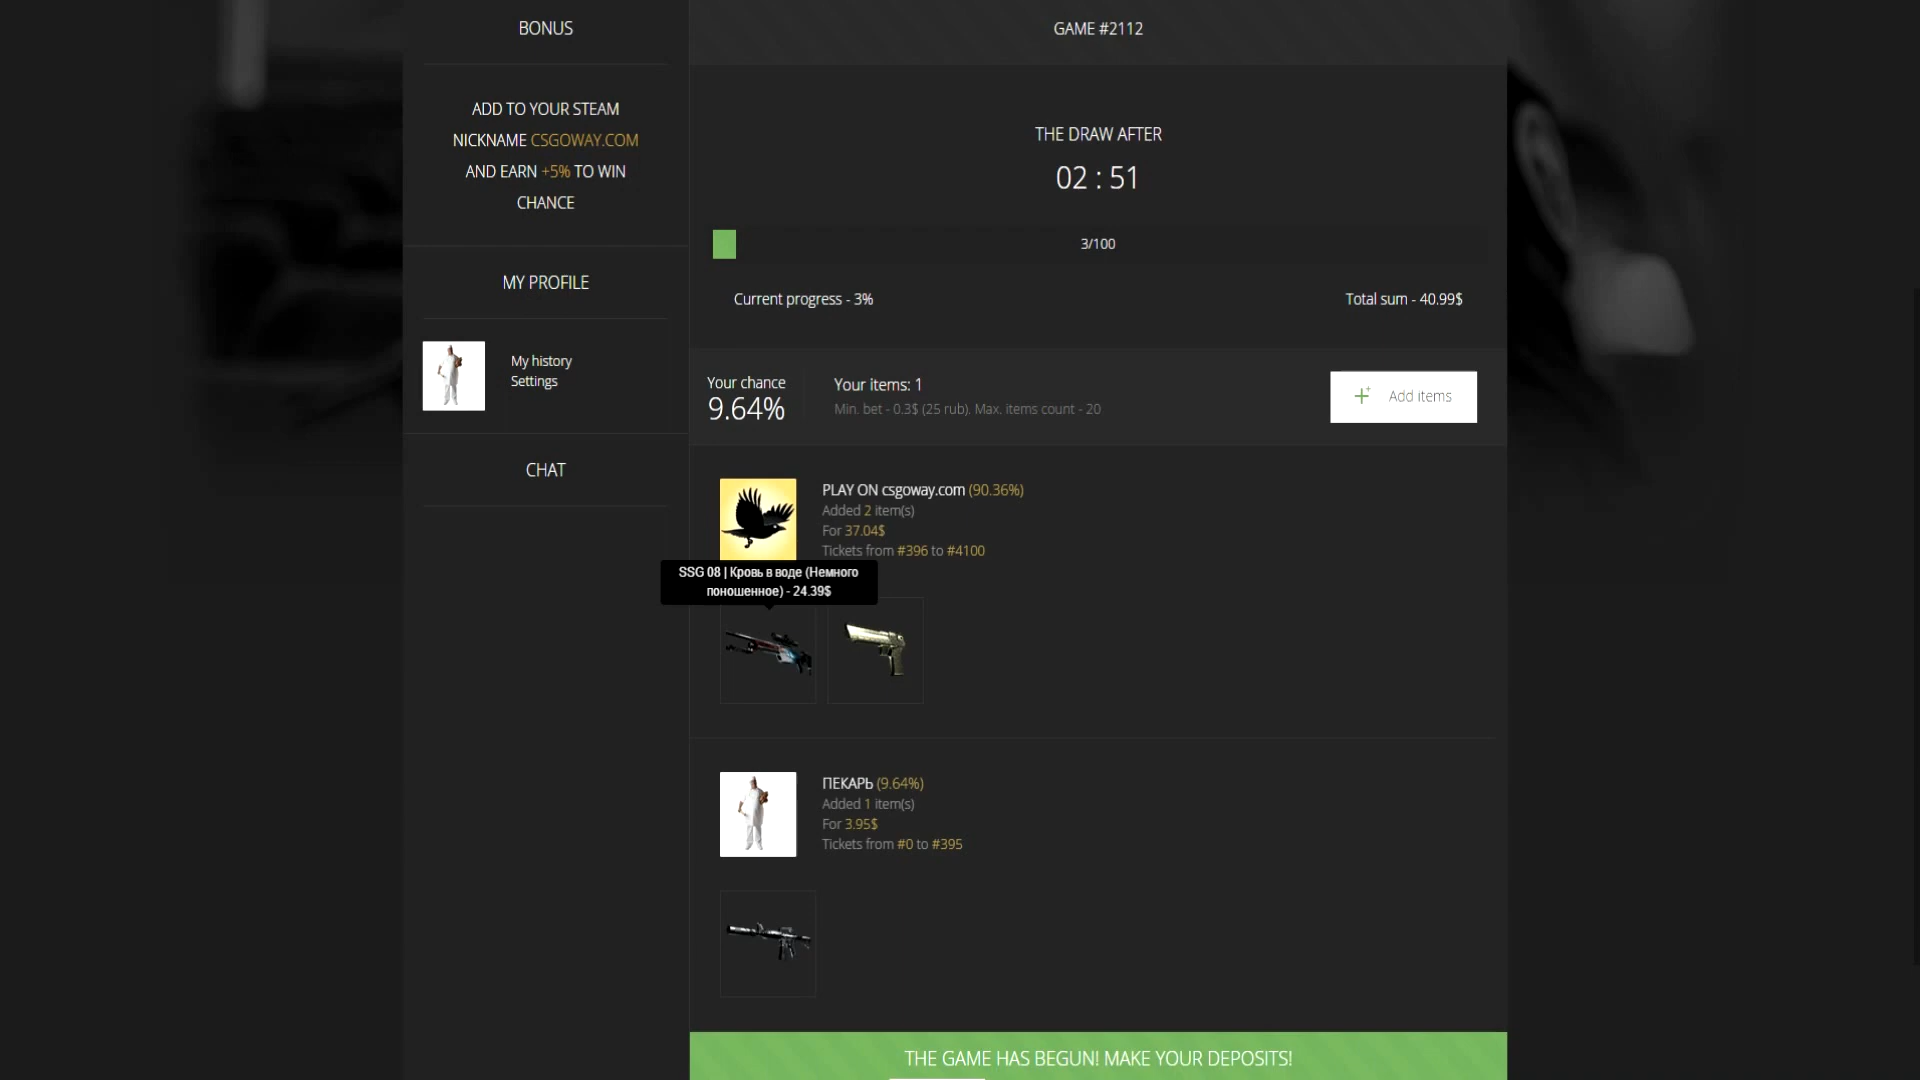 BONUS
ADD TO YOUR STEAM
NICKNAME CSGOWAY.COM
AND EARN +5% TO WIN
CHANCE
MY PROFILE
My history
Settings
CHAT
GAME #2112
THE DRAW AFTER
02 : 51
3/100
Current progress - 3%
Total sum - 40.99$
Your chance
9.64%
Your items: 1
Min. bet - 0.3$ (25 rub). Max. items count - 20
Add items
PLAY ON csgoway.com (90.36%)
Added 2 item(s)
For 37.04$
Tickets from #396 to #4100
SSG 08 | Кровь в воде (Немного
поношенное) - 24.39$
ПЕКАРЬ (9.64%)
Added 1 item(s)
For 3.95$
Tickets from #0 to #395
THE GAME HAS BEGUN! MAKE YOUR DEPOSITS!